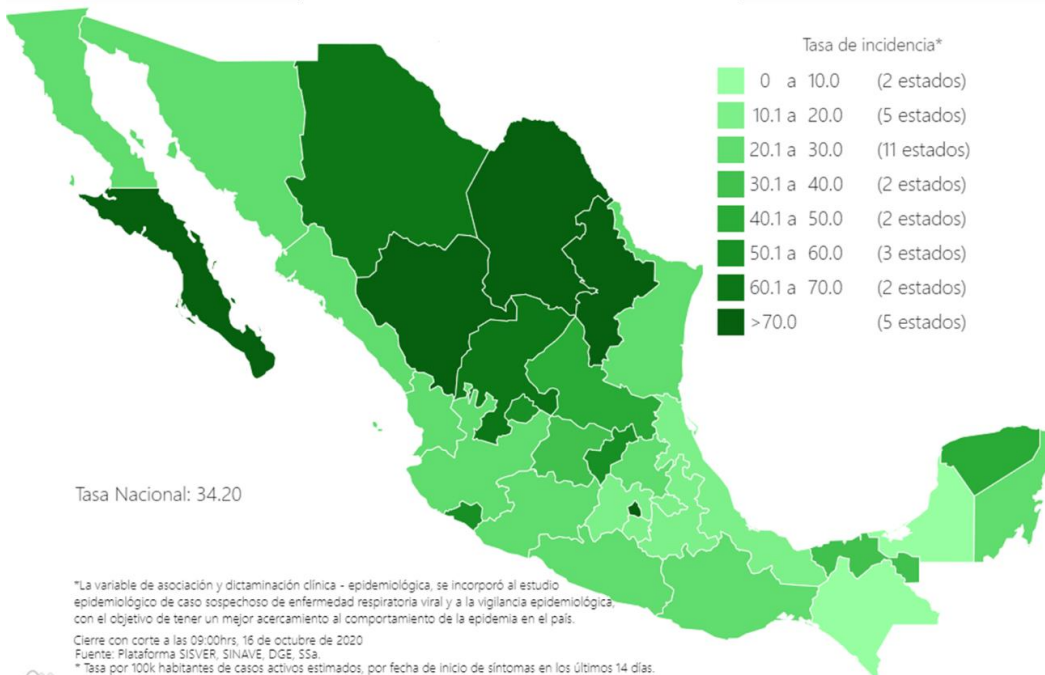 Tasa de incidencia*
0 a 10.0 (2 estados)
10.1 a 20.0 (5 estados)
20.1 a 30.0 (11 estados)
30.1 a 40.0 (2 estados)
40.1 a 50.0 (2 estados)
50.1 a 60.0 (3 estados)
60.1 a 70.0 (2 estados)
>70.0 (5 estados)
Tasa Nacional: 34.20
*La variable de asociación y dictaminación clínica - epidemiológica, se incorporó al estudio
epidemiológico de caso sospechoso de enfermedad respiratoria viral y a la vigilancia epidemiológica,
con el objetivo de tener un mejor acercamiento al comportamiento de la epidemia en el país.
Cierre con corte a las 09:00hrs, 16 de octubre de 2020
Fuente: Plataforma SISVER, SINAVE, DGE, SSa.
* Tasa por 100k habitantes de casos activos estimados, por fecha de inicio de síntomas en los últimos 14 días.